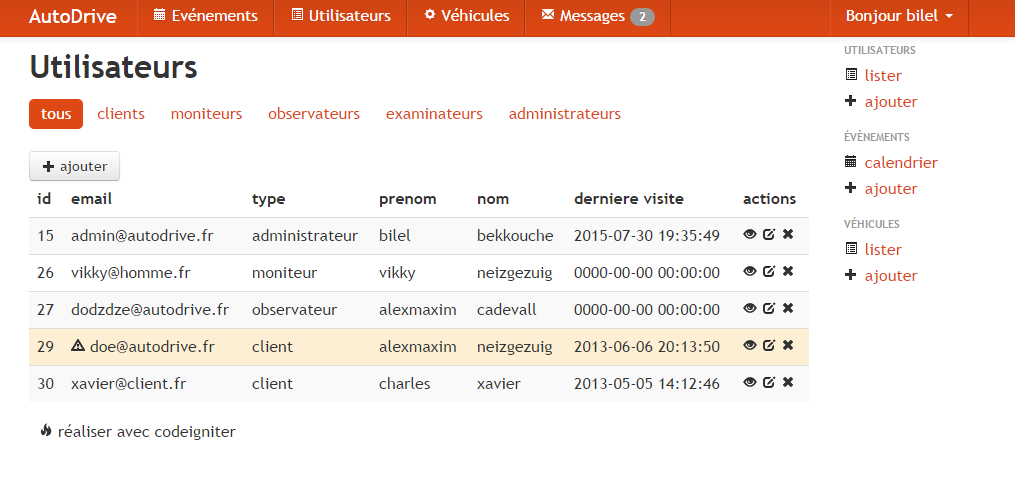 AutoDrive Evénements Utilisateurs Véhicules Messages 2 Bonjour bilel
Utilisateurs
tous clients moniteurs observateurs examinateurs administrateurs
ajouter
id email type prenom nom derniere visite actions
15 admin@autodrive.fr administrateur bilel bekkouche 2015-07-30 19:35:49
26 vikky@homme.fr moniteur vikky neizgezuig 0000-00-00 00:00:00
27 dodzdze@autodrive.fr observateur alexmaxim cadevall 0000-00-00 00:00:00
29 doe@autodrive.fr client alexmaxim neizgezuig 2013-06-06 20:13:50
30 xavier@client.fr client charles xavier 2013-05-05 14:12:46
réaliser avec codeigniter
UTILISATEURS
lister
ajouter
ÉVÈNEMENTS
calendrier
ajouter
VÉHICULES
lister
ajouter